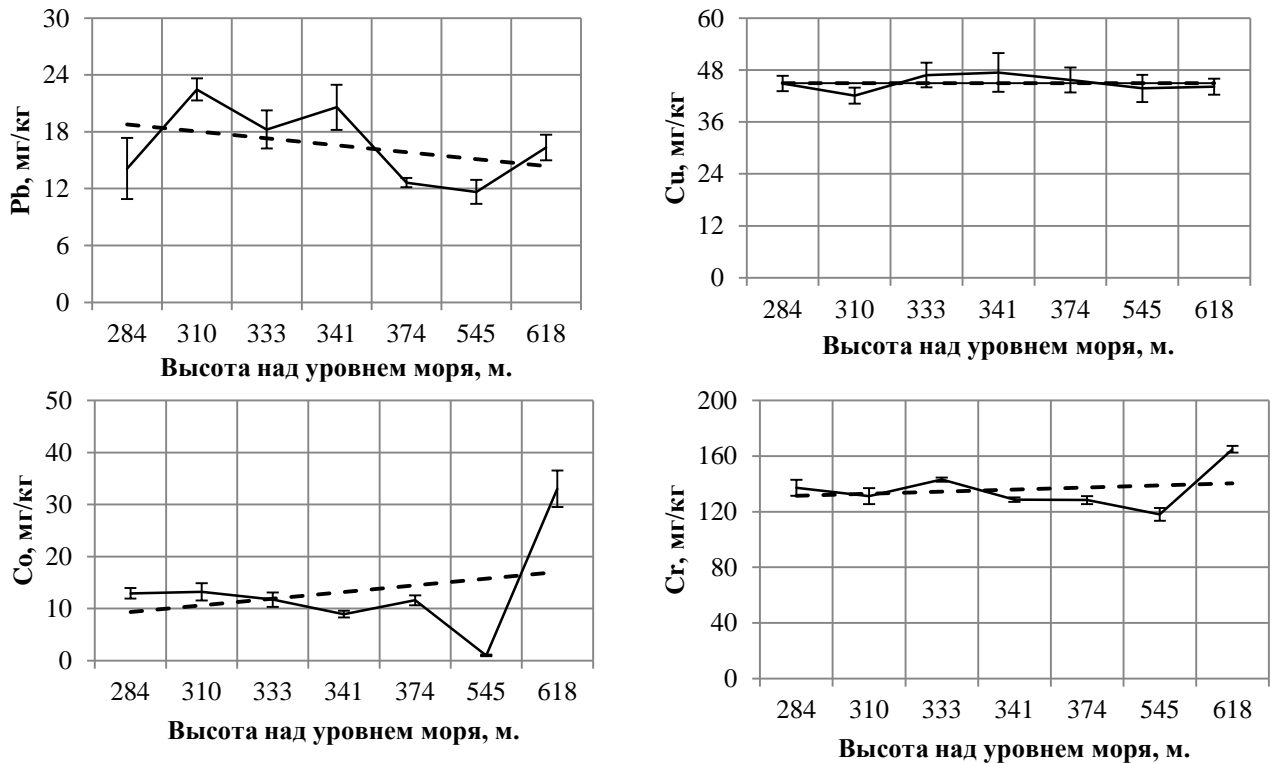 30
24
18
12
6
0
Pb, мг/кг
284 310 333 341 374 545 618
Высота над уровнем моря, м.
60
48
36
24
12
0
Cu, мг/кг
284 310 333 341 374 545 618
Высота над уровнем моря, м.
50
40
30
20
10
0
Co, мг/кг
284 310 333 341 374 545 618
Высота над уровнем моря, м.
200
160
120
80
40
0
Cr, мг/кг
284 310 333 341 374 545 618
Высота над уровнем моря, м.